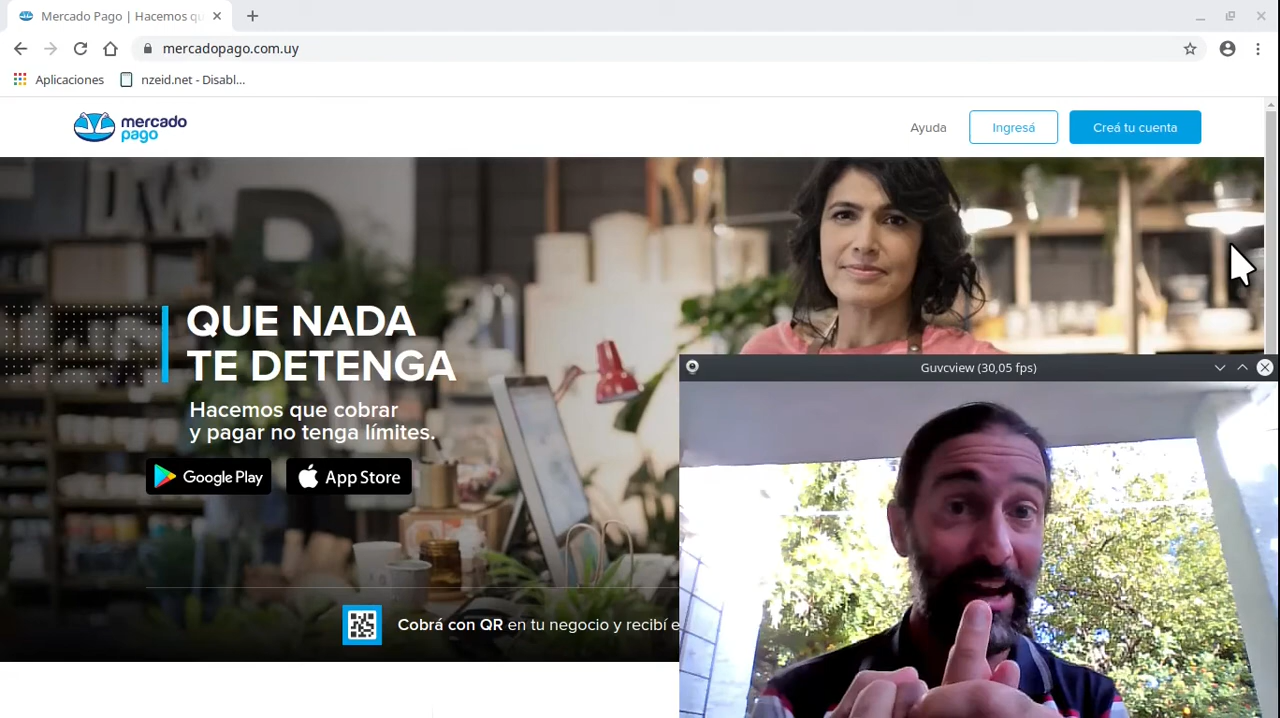 Mercado Pago | Hacemos qu
mercadopago.com.uy
Aplicaciones
nzeid.net - Disabl...
mercado
pago
Ayuda
Ingresá
Creá tu cuenta
QUE NADA
TE DETENGA
Hacemos que cobrar
y pagar no tenga límites.
Google Play
App Store
Guvcview (30,05 fps)
Cobrá con QR en tu negocio y recibí e